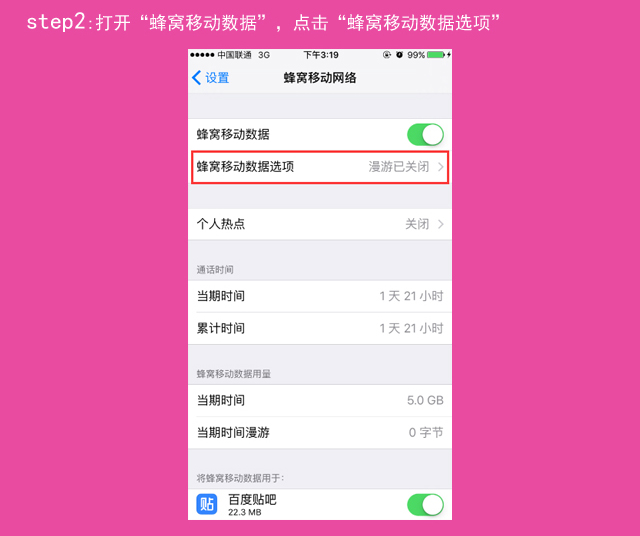 step2:打开“蜂窝移动数据”，点击“蜂窝移动数据选项”
中国联通 3G 下午3:19 99%
设置 蜂窝移动网络
蜂窝移动数据
蜂窝移动数据选项 漫游已关闭
个人热点 关闭
通话时间
当期时间 1 天 21 小时
累计时间 1 天 21 小时
蜂窝移动数据用量
当期时间 5.0 GB
当期时间漫游 0 字节
将蜂窝移动数据用于:
贴 百度贴吧
22.3 MB